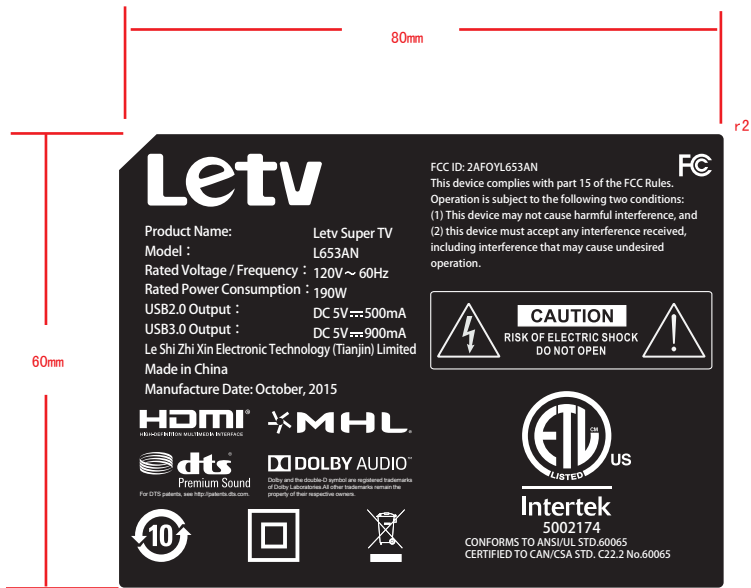 80mm
r2
60mm
Letv
Product Name: Letv Super TV
Model： L653AN
Rated Voltage / Frequency： 120V～ 60Hz
Rated Power Consumption： 190W
USB2.0 Output： DC 5V⎓500mA
USB3.0 Output： DC 5V⎓900mA
Le Shi Zhi Xin Electronic Technology (Tianjin) Limited
Made in China
Manufacture Date: October, 2015
HDMI®
HIGH-DEFINITION MULTIMEDIA INTERFACE
MHL
dts
Premium Sound
For DTS patents, see http://patents.dts.com.
DOLBY AUDIO™
Dolby and the double-D symbol are registered trademarks
of Dolby Laboratories.All other trademarks remain the
property of their respective owners.
10
FCC ID: 2AFOYL653AN
FC
This device complies with part 15 of the FCC Rules.
Operation is subject to the following two conditions:
(1) This device may not cause harmful interference, and
(2) this device must accept any interference received,
including interference that may cause undesired
operation.
CAUTION
RISK OF ELECTRIC SHOCK
DO NOT OPEN
ETL
CM
LISTED
US
Intertek
5002174
CONFORMS TO ANSI/UL STD.60065
CERTIFIED TO CAN/CSA STD. C22.2 No.60065